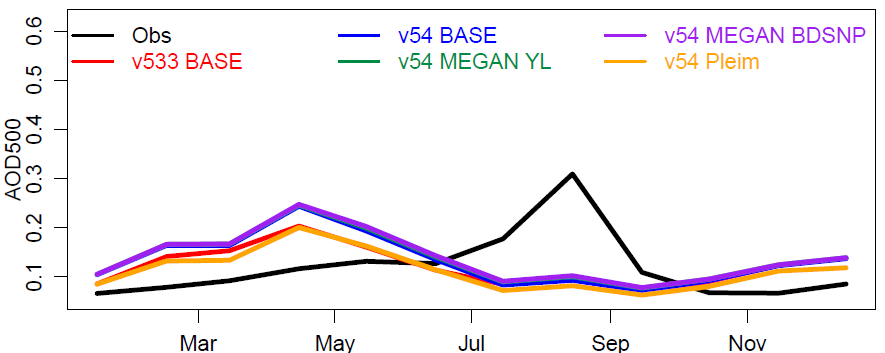 Obs
v533 BASE
v54 BASE
v54 MEGAN YL
v54 MEGAN BDSNP
v54 Pleim
AOD500
0.6
0.5
0.4
0.3
0.2
0.1
Mar May Jul Sep Nov